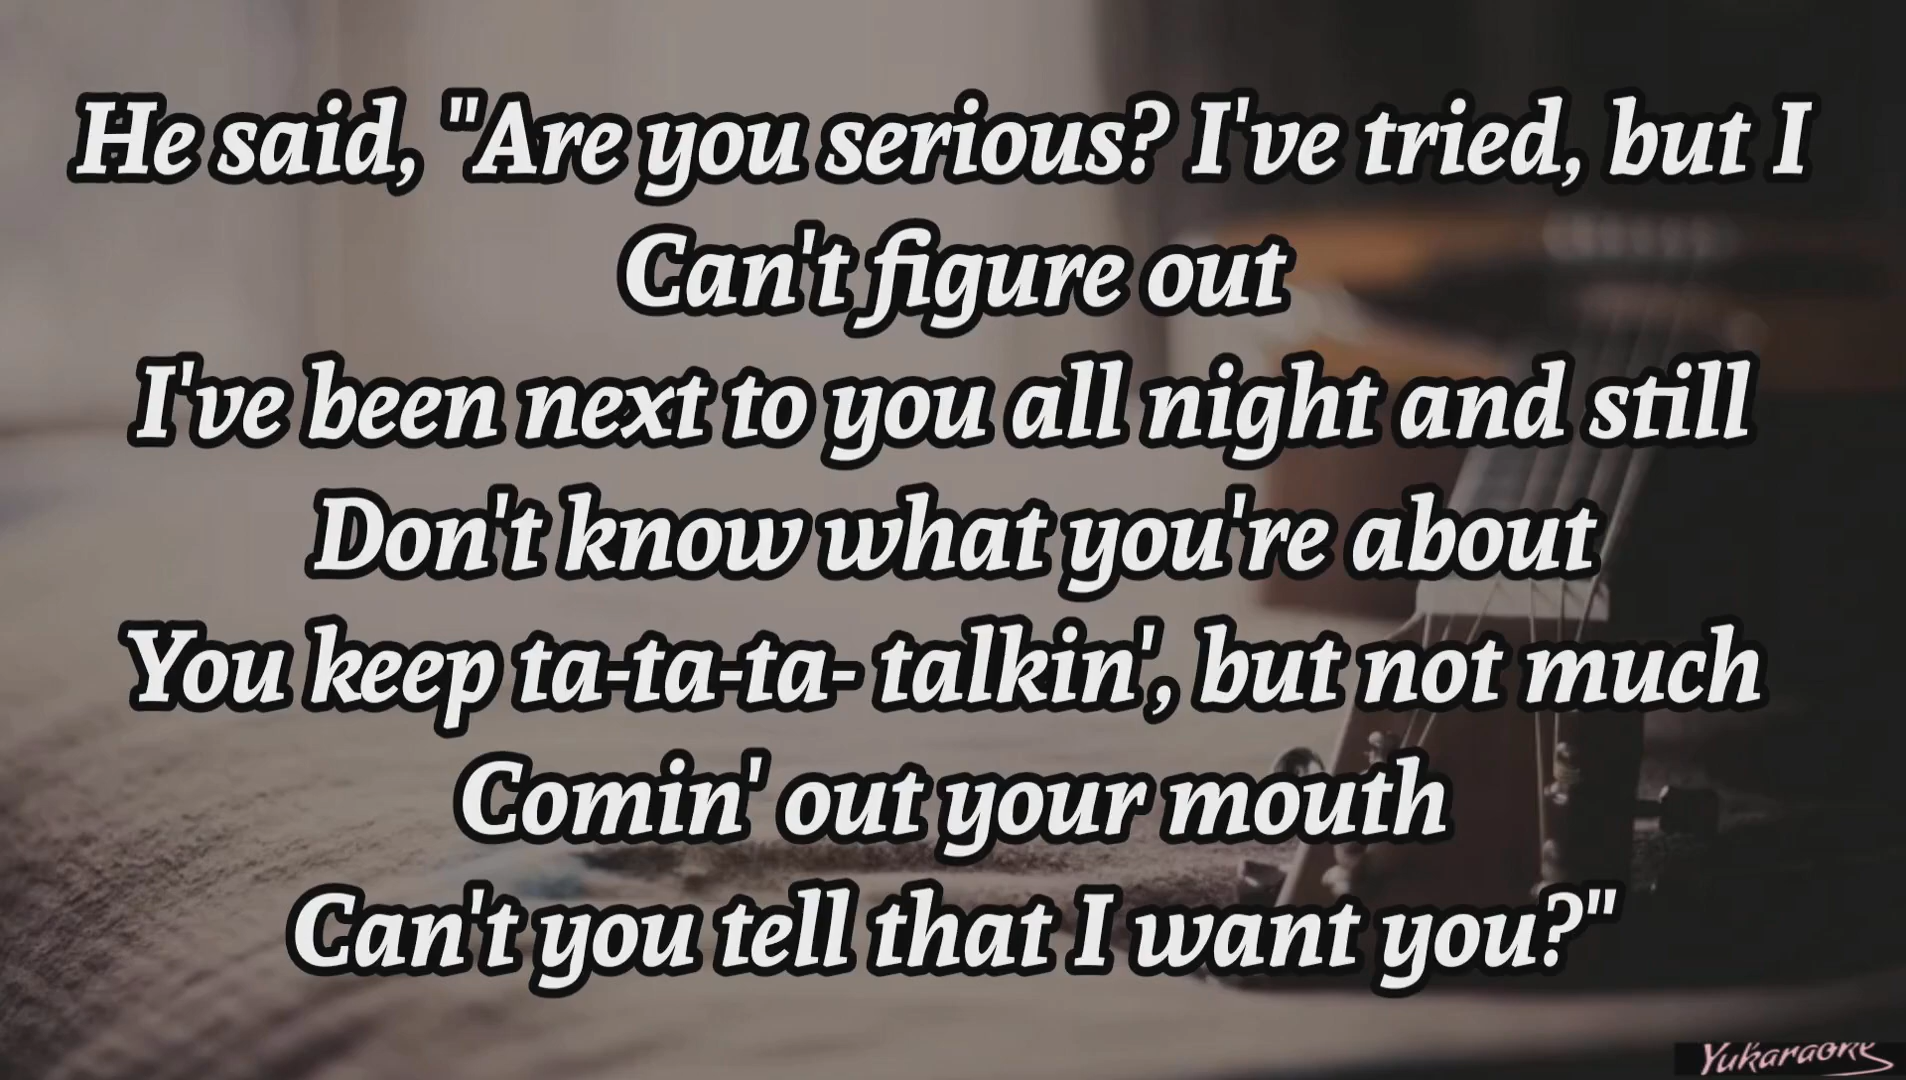 He said, "Are you serious? I've tried, but I
Can't figure out
I've been next to you all night and still
Don't know what you're about
You keep ta-ta-ta- talkin', but not much
Comin' out your mouth
Can't you tell that I want you?"
Yukaraoke